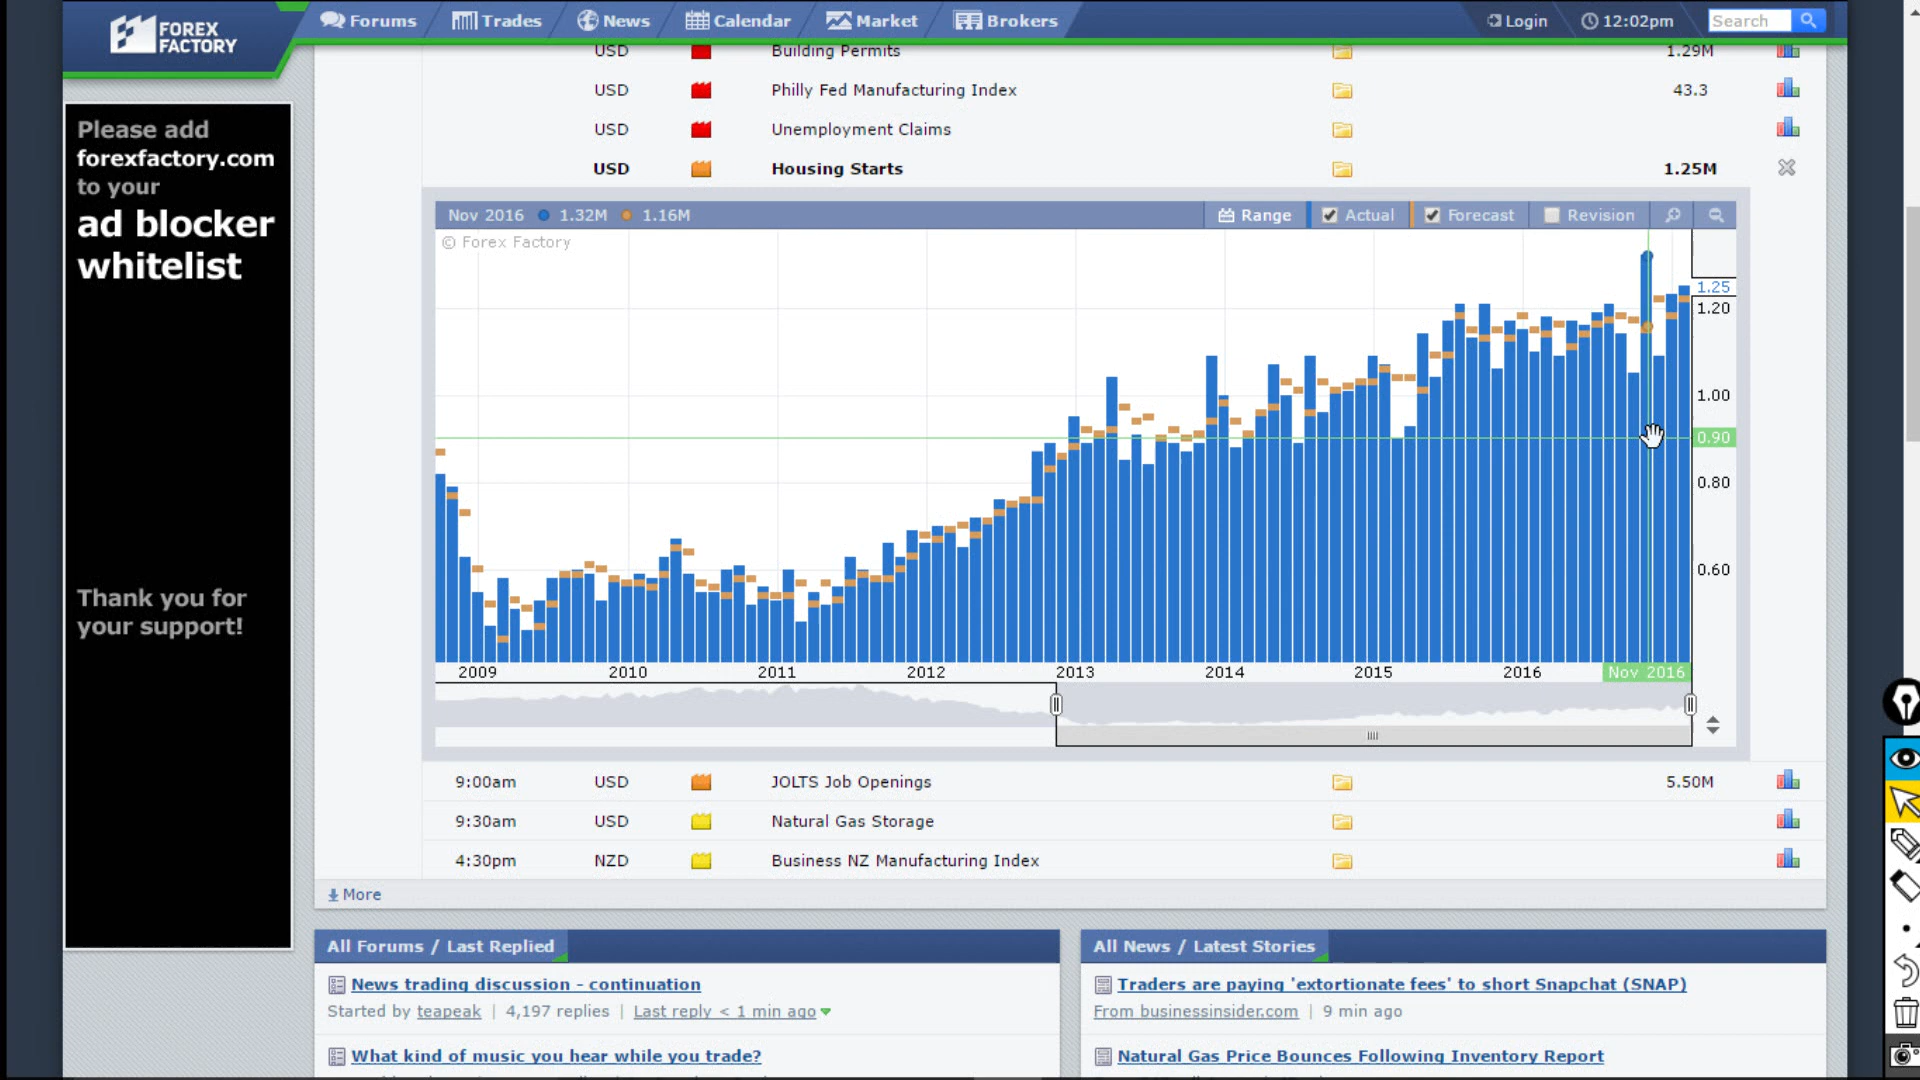 FOREX FACTORY
Forums Trades News Calendar Market Brokers Login 12:02pm Search
Please add
forexfactory.com
to your
ad blocker
whitelist
Thank you for
your support!
USD Building Permits 1.29M
USD Philly Fed Manufacturing Index 43.3
USD Unemployment Claims
USD Housing Starts 1.25M
Nov 2016 1.32M 1.16M Range Actual Forecast Revision
© Forex Factory
1.25
1.20
1.00
0.90
0.80
0.60
2009 2010 2011 2012 2013 2014 2015 2016 Nov 2016
9:00am USD JOLTS Job Openings 5.50M
9:30am USD Natural Gas Storage
4:30pm NZD Business NZ Manufacturing Index
More
All Forums / Last Replied
News trading discussion - continuation
Started by teapeak | 4,197 replies | Last reply < 1 min ago
What kind of music you hear while you trade?
All News / Latest Stories
Traders are paying 'extortionate fees' to short Snapchat (SNAP)
From businessinsider.com | 9 min ago
Natural Gas Price Bounces Following Inventory Report